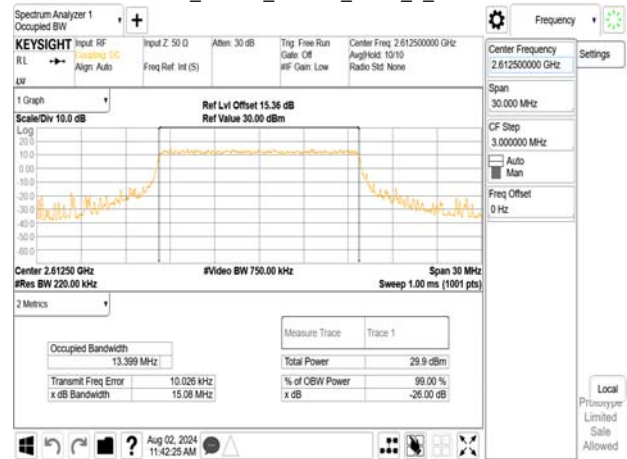 Spectrum Analyzer 1
Occupied BW
Frequency
KEYSIGHT
Input: RF
Coupling: DC
Align: Auto
Input Z: 50 Ω
Freq Ref: Int (S)
Atten: 30 dB
Trig: Free Run
Gate: Off
#IF Gain: Low
Center Freq: 2.612500000 GHz
Avg|Hold: 10/10
Radio Std: None
RL
1 Graph
Ref Lvl Offset 15.36 dB
Scale/Div 10.0 dB
Ref Value 30.00 dBm
Log
20.0
10.0
0.00
-10.0
-20.0
-30.0
-40.0
-50.0
-60.0
Center 2.61250 GHz
#Video BW 750.00 kHz
Span 30 MHz
#Res BW 220.00 kHz
Sweep 1.00 ms (1001 pts)
2 Metrics
Measure Trace
Trace 1
Occupied Bandwidth
13.399 MHz
Total Power
29.9 dBm
Transmit Freq Error
10.026 kHz
% of OBW Power
99.00 %
x dB Bandwidth
15.08 MHz
x dB
-26.00 dB
Center Frequency
2.612500000 GHz
Settings
Span
30.000 MHz
CF Step
3.000000 MHz
Auto
Man
Freq Offset
0 Hz
Local
Prototype
Limited
Sale
Allowed
?
Aug 02, 2024
11:42:25 AM